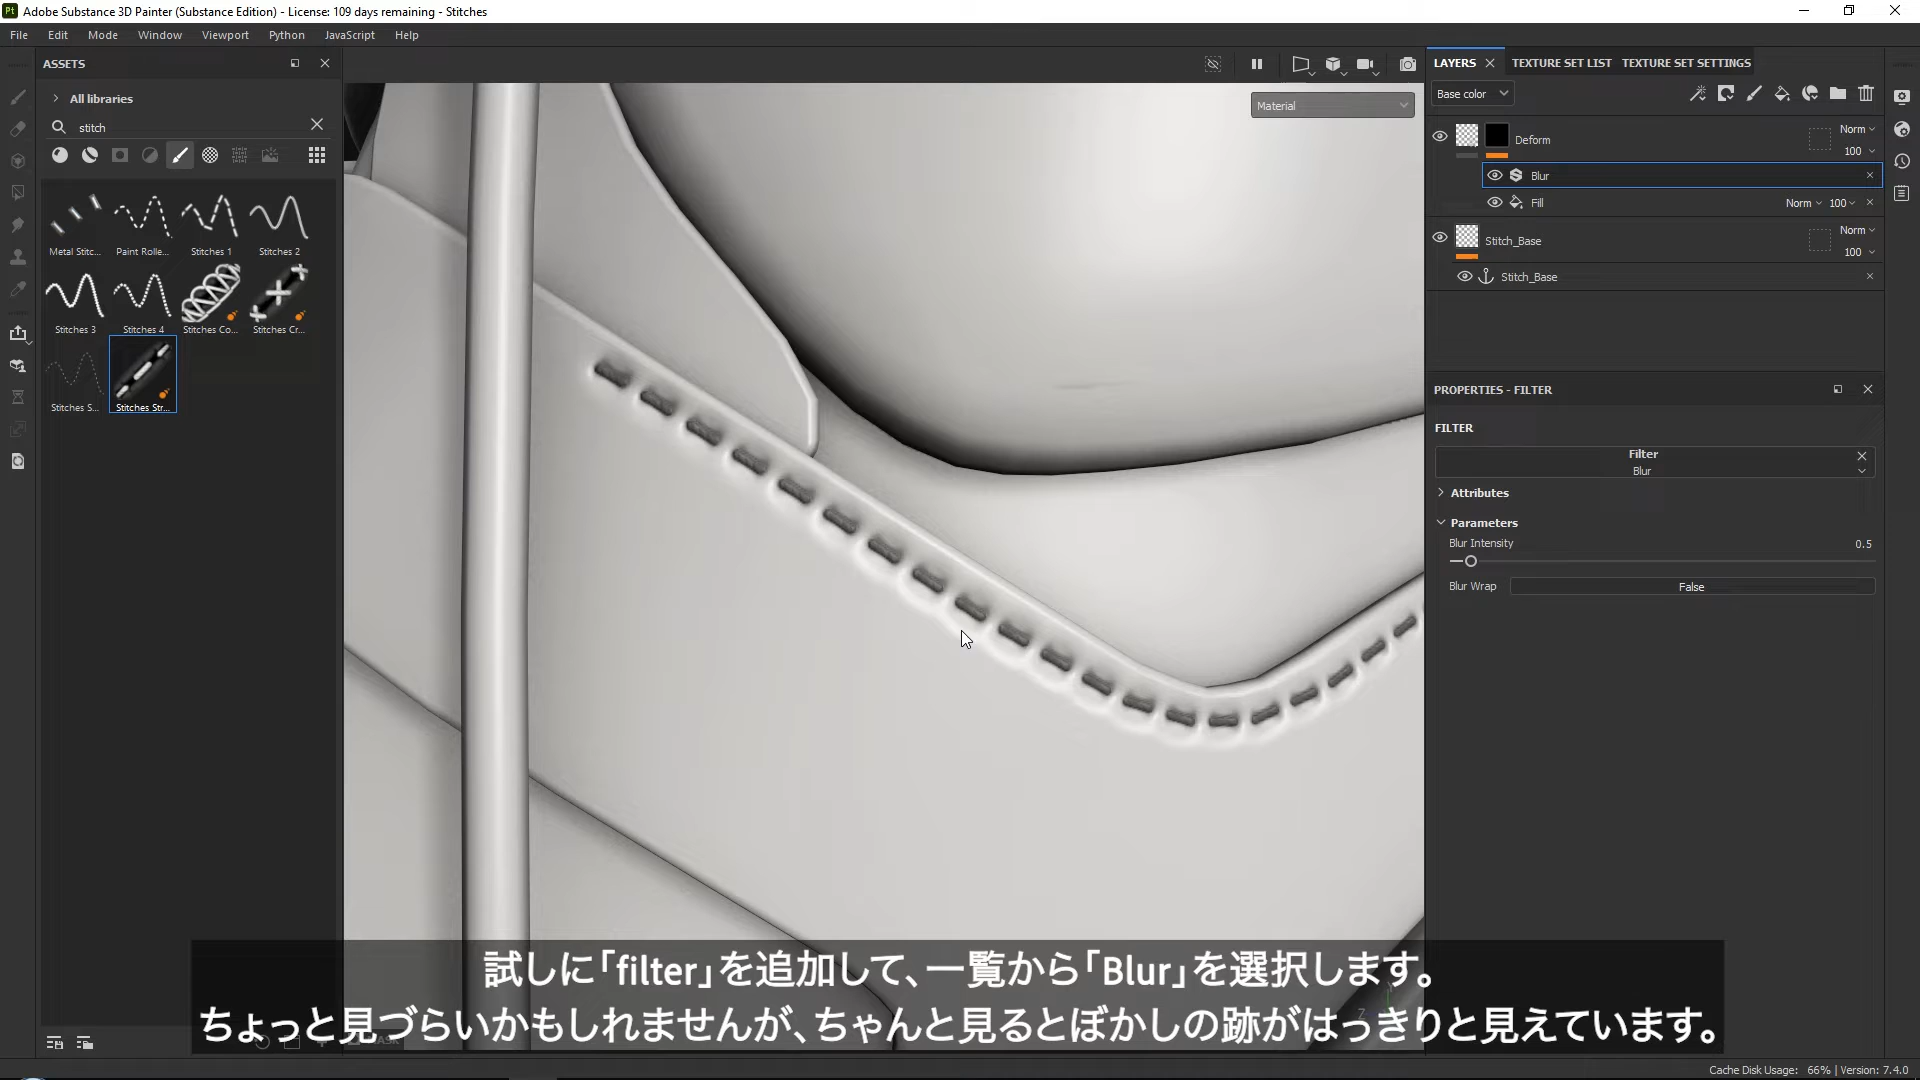 Adobe Substance 3D Painter (Substance Edition) - License: 109 days remaining - Stitches
File Edit Mode Window Viewport Python JavaScript Help
ASSETS
All libraries
stitch
Metal Stitc... Paint Rolle... Stitches 1 Stitches 2
Stitches 3 Stitches 4 Stitches Co... Stitches Cr...
Stitches S... Stitches Str...
Material
LAYERS TEXTURE SET LIST TEXTURE SET SETTINGS
Base color
Deform Norm
100
Blur
Fill Norm 100
Stitch_Base Norm
100
Stitch_Base
PROPERTIES - FILTER
FILTER
Filter
Blur
Attributes
Parameters
Blur Intensity 0.5
Blur Wrap False
試しに「filter」を追加して、一覧から「Blur」を選択します。
ちょっと見づらいかもしれませんが、ちゃんと見るとぼかしの跡がはっきりと見えています。
Cache Disk Usage: 66% | Version: 7.4.0